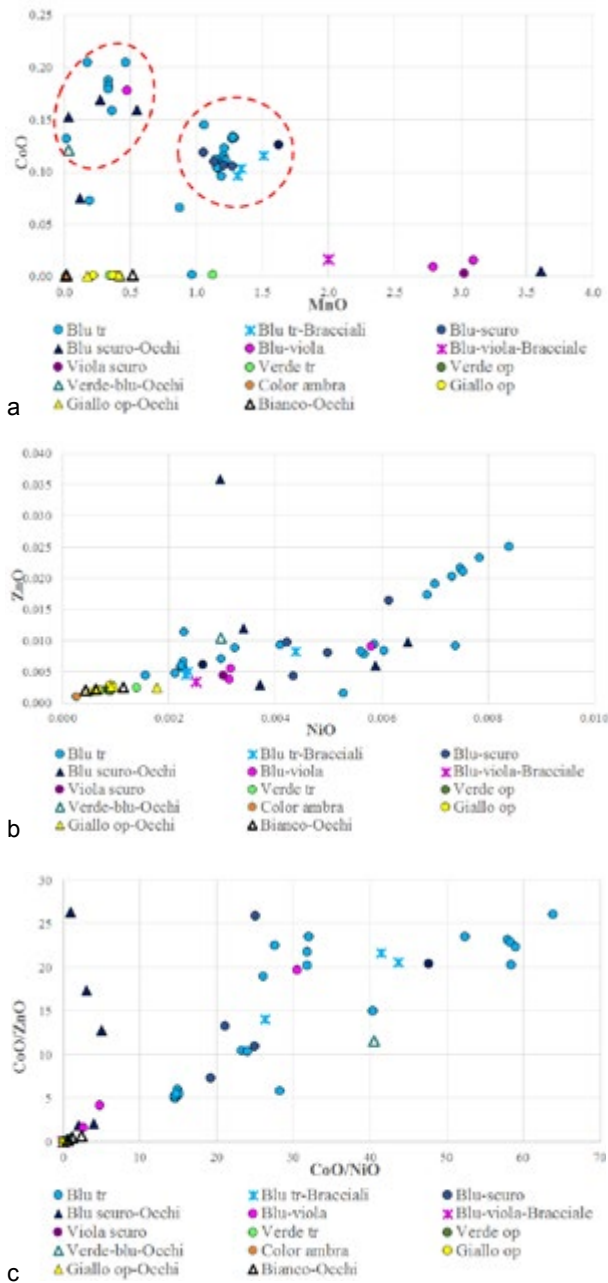 0.25
0.20
0.15
0.10
0.05
0.00
CoO
0.0 0.5 1.0 1.5 2.0 2.5 3.0 3.5 4.0
MnO
Blu tr Blu tr-Bracciali Blu-scuro
Blu scuro-Occhi Blu-viola Blu-viola-Bracciale
Viola scuro Verde tr Verde op
Verde-blu-Occhi Color ambra Giallo op
Giallo op-Occhi Bianco-Occhi
a
0.040
0.035
0.030
0.025
0.020
0.015
0.010
0.005
0.000
ZnO
0.000 0.002 0.004 0.006 0.008 0.010
NiO
Blu tr Blu tr-Bracciali Blu-scuro
Blu scuro-Occhi Blu-viola Blu-viola-Bracciale
Viola scuro Verde tr Verde op
Verde-blu-Occhi Color ambra Giallo op
Giallo op-Occhi Bianco-Occhi
b
30
25
20
15
10
5
0
CoO/ZnO
0 10 20 30 40 50 60 70
CoO/NiO
Blu tr Blu tr-Bracciali Blu-scuro
Blu scuro-Occhi Blu-viola Blu-viola-Bracciale
Viola scuro Verde tr Verde op
Verde-blu-Occhi Color ambra Giallo op
Giallo op-Occhi Bianco-Occhi
c